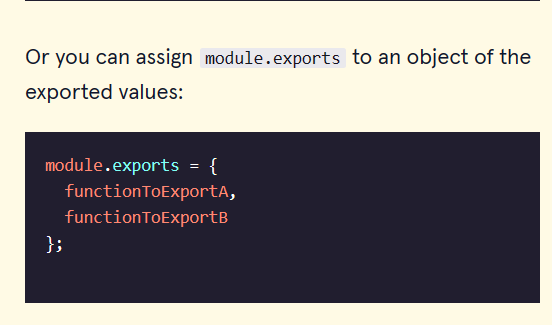 Or you can assign module.exports to an object of the
exported values:
module.exports = {
  functionToExportA,
  functionToExportB
};